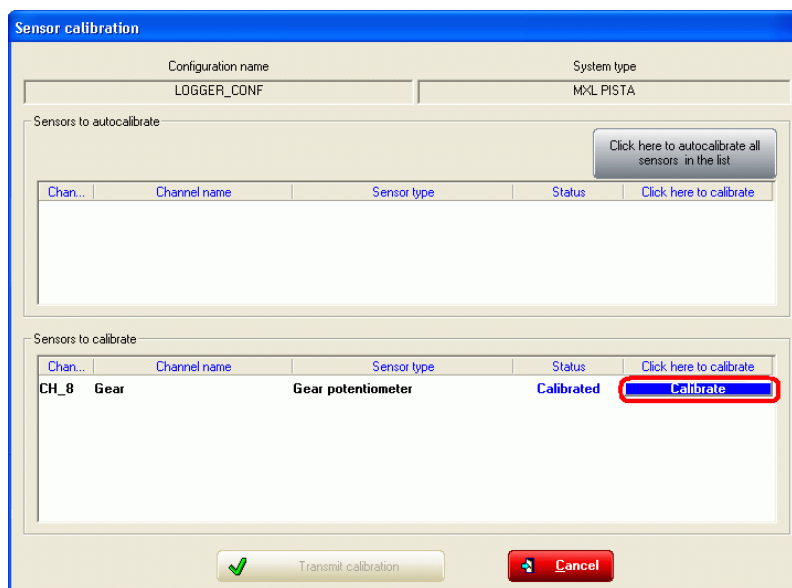 Sensor calibration
Configuration name System type
LOGGER_CONF MXL PISTA
Sensors to autocalibrate
Click here to autocalibrate all
sensors in the list
Chan... Channel name Sensor type Status Click here to calibrate
Sensors to calibrate
Chan... Channel name Sensor type Status Click here to calibrate
CH_8 Gear Gear potentiometer Calibrated Calibrate
Transmit calibration Cancel